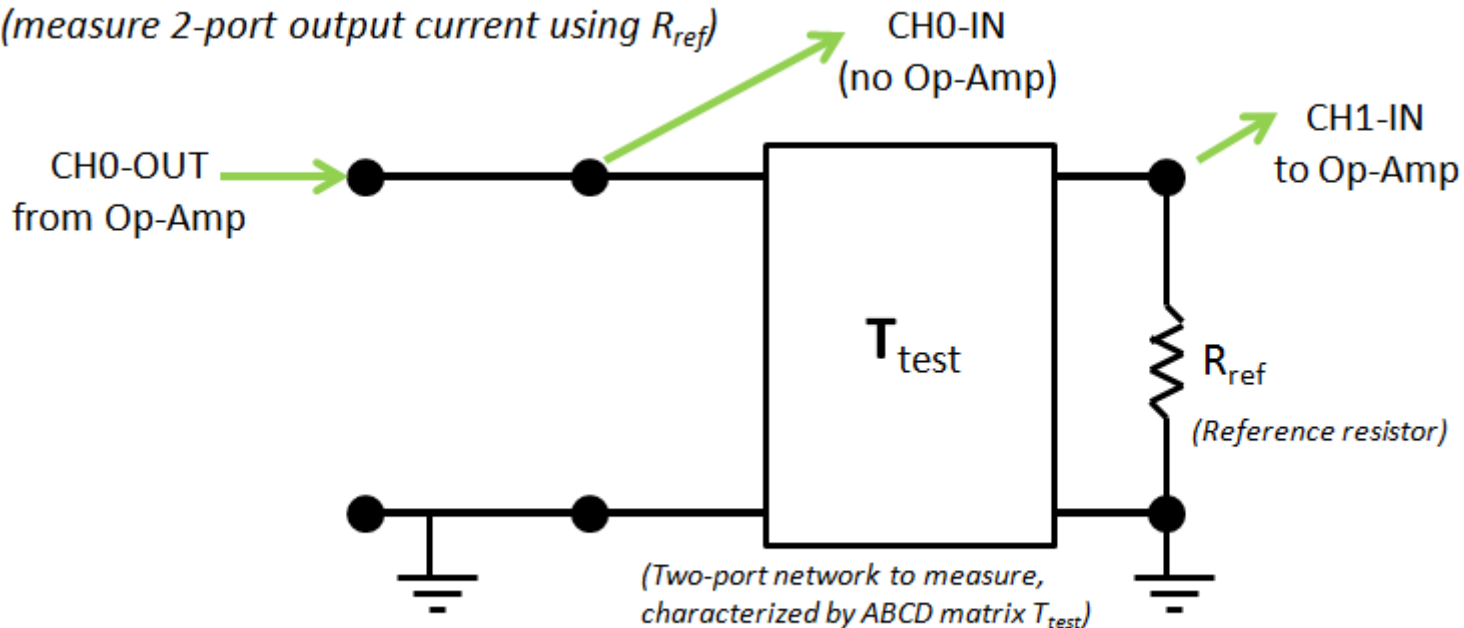 (measure 2-port output current using Rref)
CH0-IN
(no Op-Amp)
CH1-IN
to Op-Amp
CH0-OUT
from Op-Amp
Ttest
Rref
(Reference resistor)
(Two-port network to measure,
characterized by ABCD matrix Ttest)